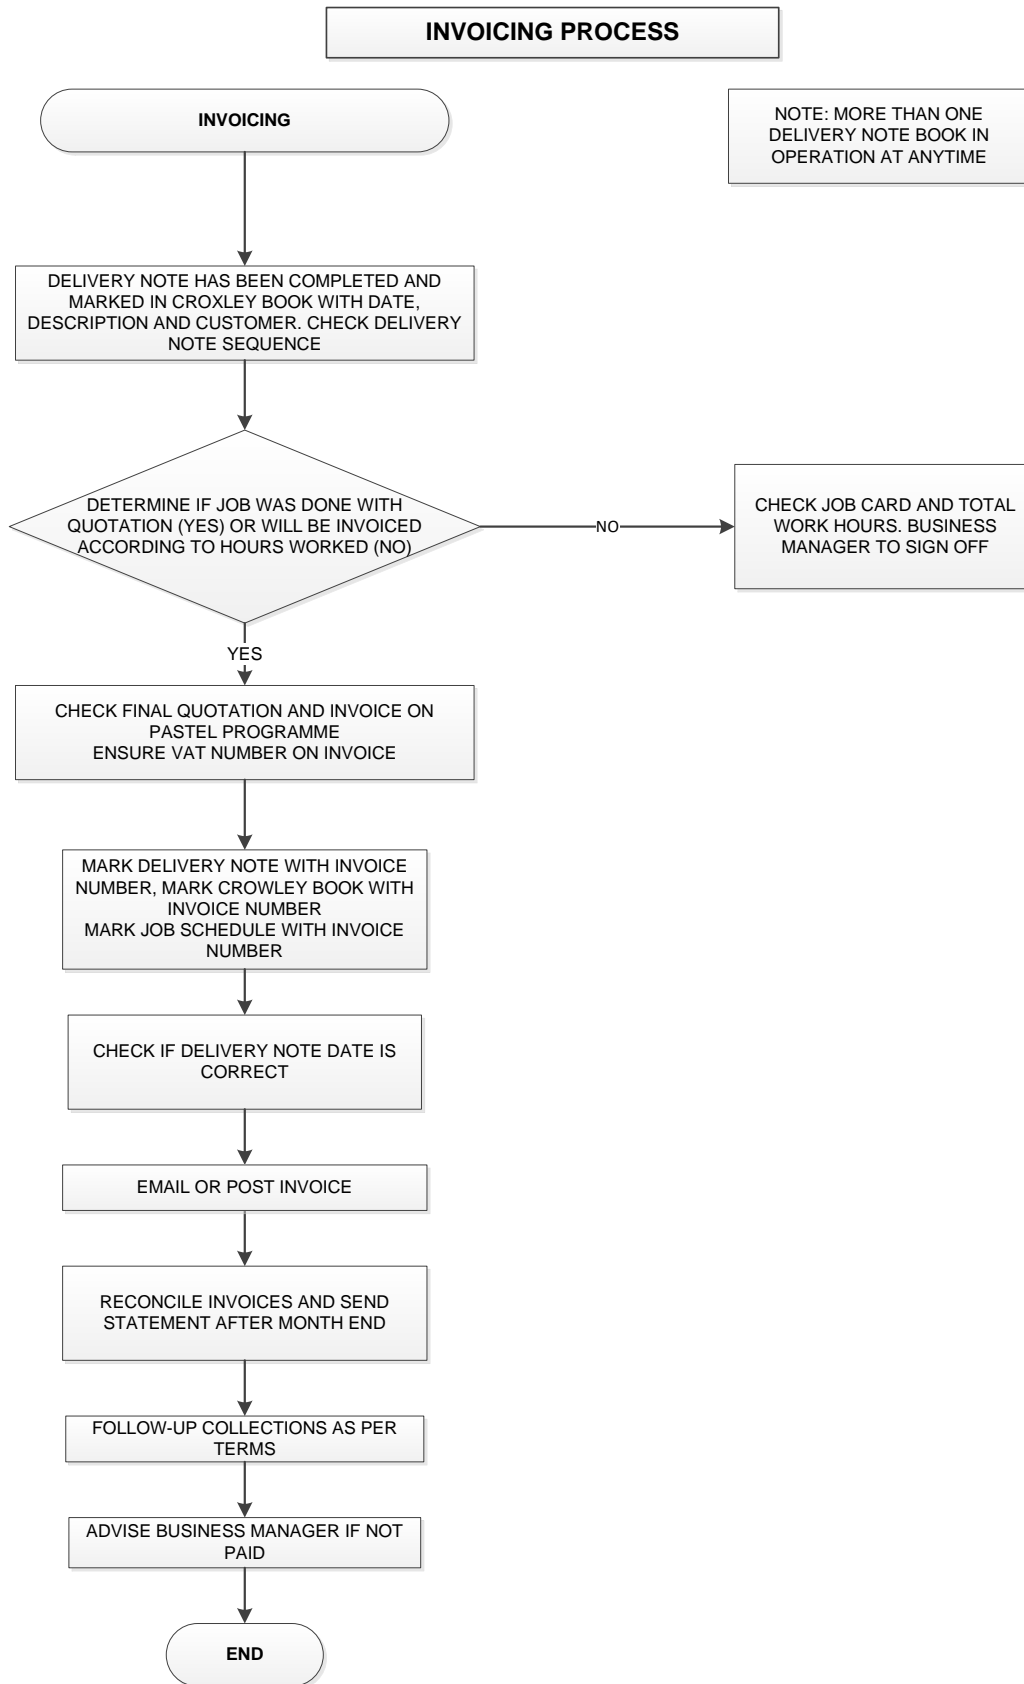 INVOICING PROCESS
INVOICING
NOTE: MORE THAN ONE
DELIVERY NOTE BOOK IN
OPERATION AT ANYTIME
DELIVERY NOTE HAS BEEN COMPLETED AND
MARKED IN CROXLEY BOOK WITH DATE,
DESCRIPTION AND CUSTOMER. CHECK DELIVERY
NOTE SEQUENCE
DETERMINE IF JOB WAS DONE WITH
QUOTATION (YES) OR WILL BE INVOICED
ACCORDING TO HOURS WORKED (NO)
NO
CHECK JOB CARD AND TOTAL
WORK HOURS. BUSINESS
MANAGER TO SIGN OFF
YES
CHECK FINAL QUOTATION AND INVOICE ON
PASTEL PROGRAMME
ENSURE VAT NUMBER ON INVOICE
MARK DELIVERY NOTE WITH INVOICE
NUMBER, MARK CROWLEY BOOK WITH
INVOICE NUMBER
MARK JOB SCHEDULE WITH INVOICE
NUMBER
CHECK IF DELIVERY NOTE DATE IS
CORRECT
EMAIL OR POST INVOICE
RECONCILE INVOICES AND SEND
STATEMENT AFTER MONTH END
FOLLOW-UP COLLECTIONS AS PER
TERMS
ADVISE BUSINESS MANAGER IF NOT
PAID
END